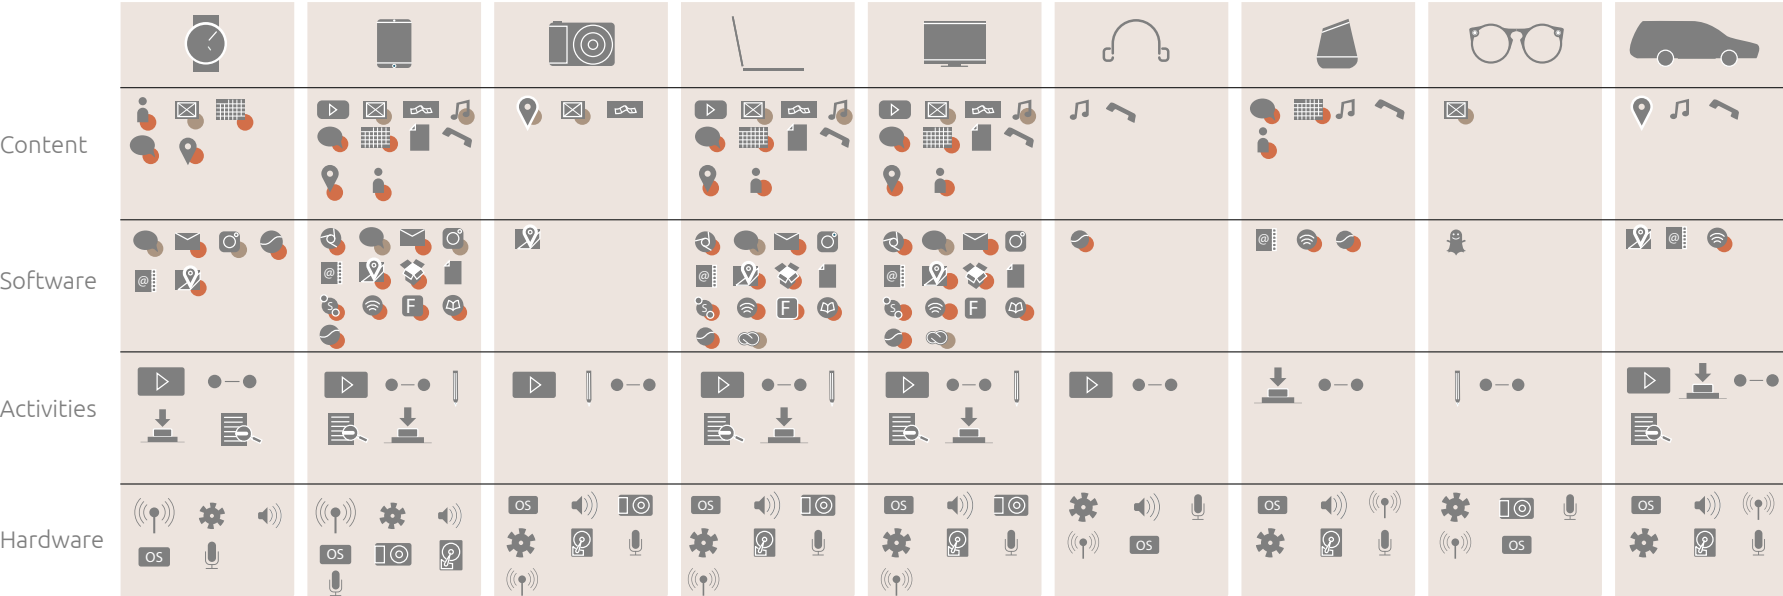 Content
Software
@
@
@
@
@
@
S
F
S
F
S
F
Activities
Hardware
OS
OS
OS
OS
OS
OS
OS
OS
OS